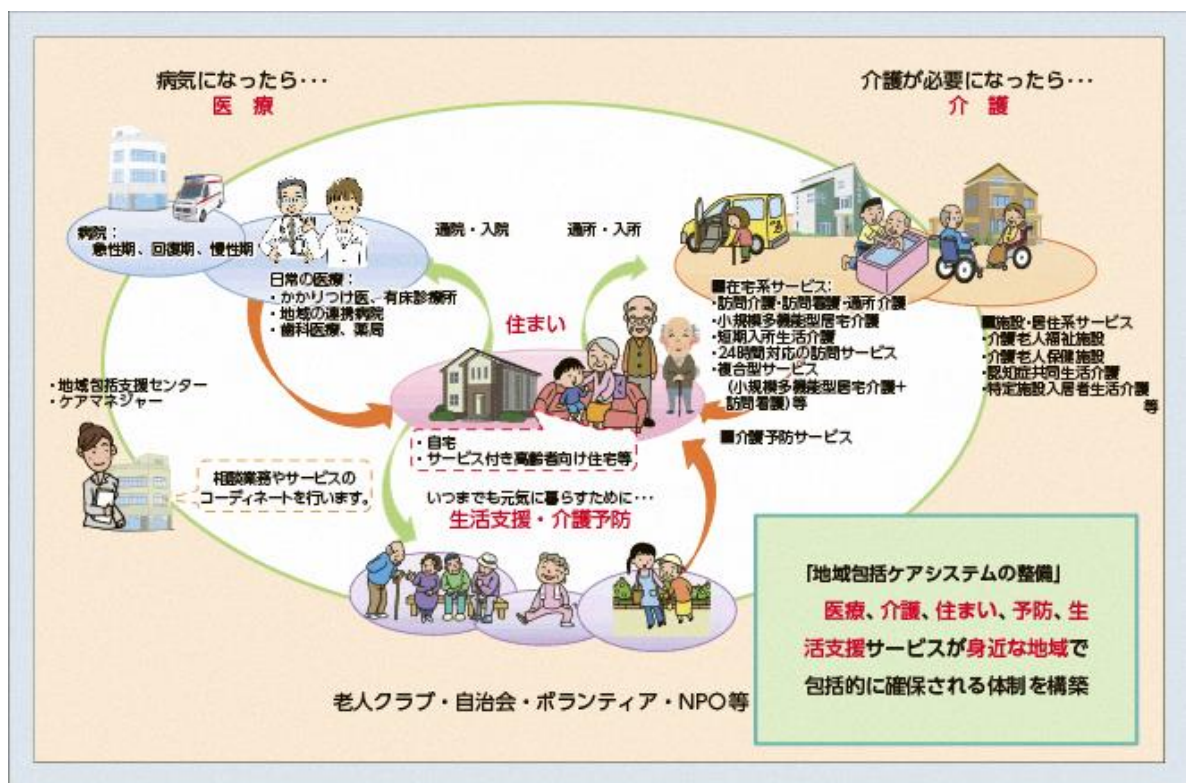 病気になったら･･･
医 療
介護が必要になったら･･･
介 護
病院：
急性期、回復期、慢性期
日常の医療：
・かかりつけ医、有床診療所
・地域の連携病院
・歯科医療、薬局
通院・入院
通所・入所
住まい
■在宅系サービス:
・訪問介護・訪問看護・通所介護
・小規模多機能型居宅介護
・短期入所生活介護
・24時間対応の訪問サービス
・複合型サービス
（小規模多機能型居宅介護＋
訪問看護）等
■介護予防サービス
■施設・居住系サービス
・介護老人福祉施設
・介護老人保健施設
・認知症共同生活介護
・特定施設入居者生活介護
等
・地域包括支援センター
・ケアマネジャー
相談業務やサービスの
コーディネートを行います。
・自宅
・サービス付き高齢者向け住宅等
いつまでも元気に暮らすために･･･
生活支援・介護予防
老人クラブ・自治会・ボランティア・NPO等
「地域包括ケアシステムの整備」
医療、介護、住まい、予防、生
活支援サービスが身近な地域で
包括的に確保される体制を構築